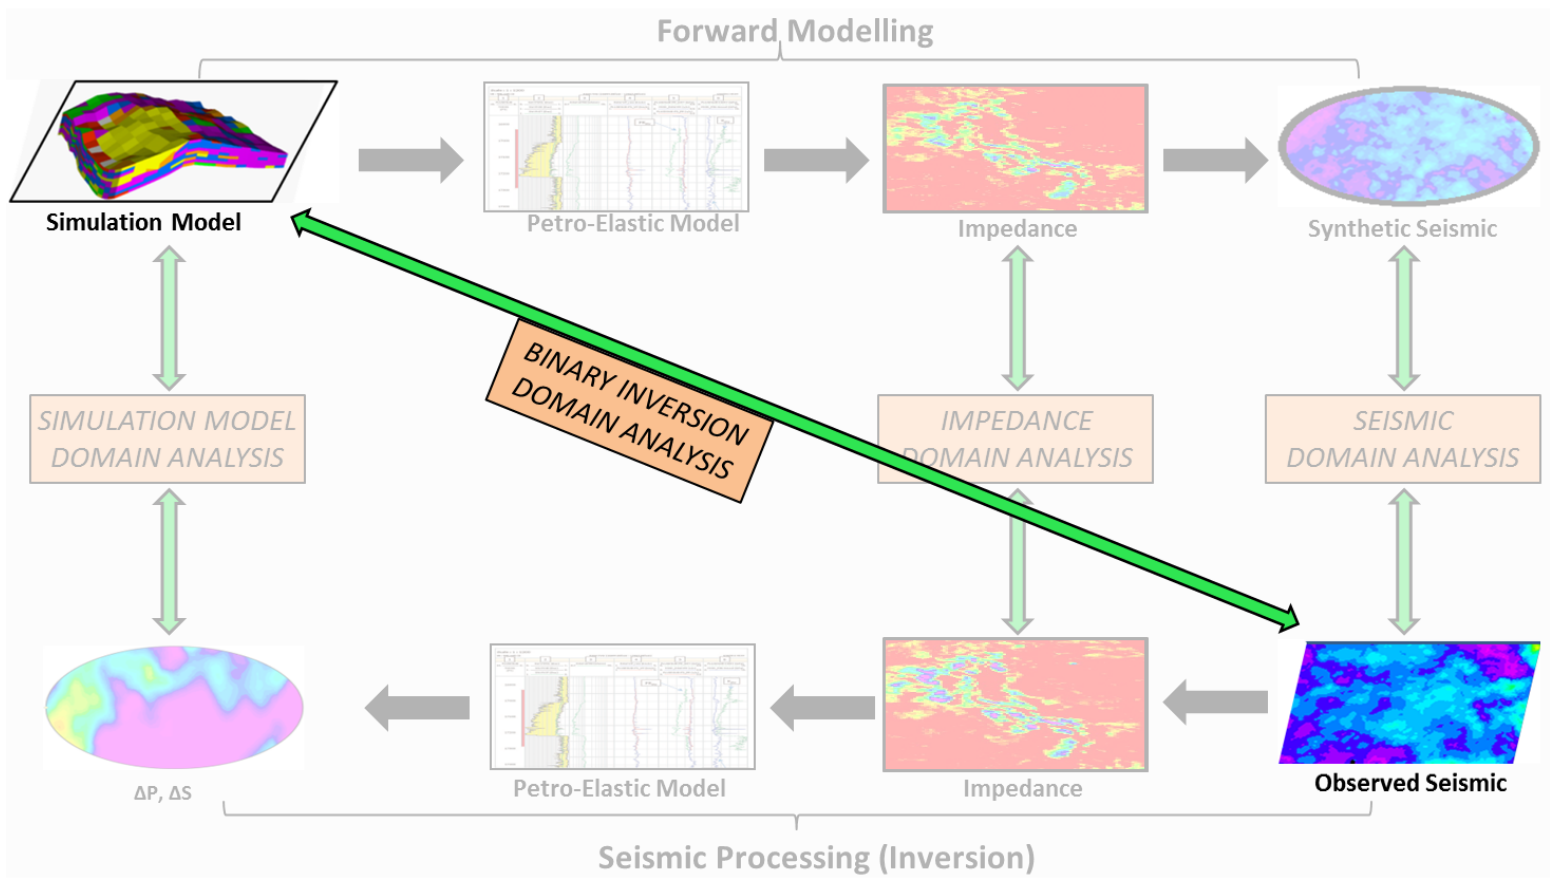 Forward Modelling
Simulation Model
Petro-Elastic Model
Impedance
Synthetic Seismic
BINARY INVERSION
DOMAIN ANALYSIS
SIMULATION MODEL
DOMAIN ANALYSIS
IMPEDANCE
DOMAIN ANALYSIS
SEISMIC
DOMAIN ANALYSIS
ΔP, ΔS
Petro-Elastic Model
Impedance
Observed Seismic
Seismic Processing (Inversion)